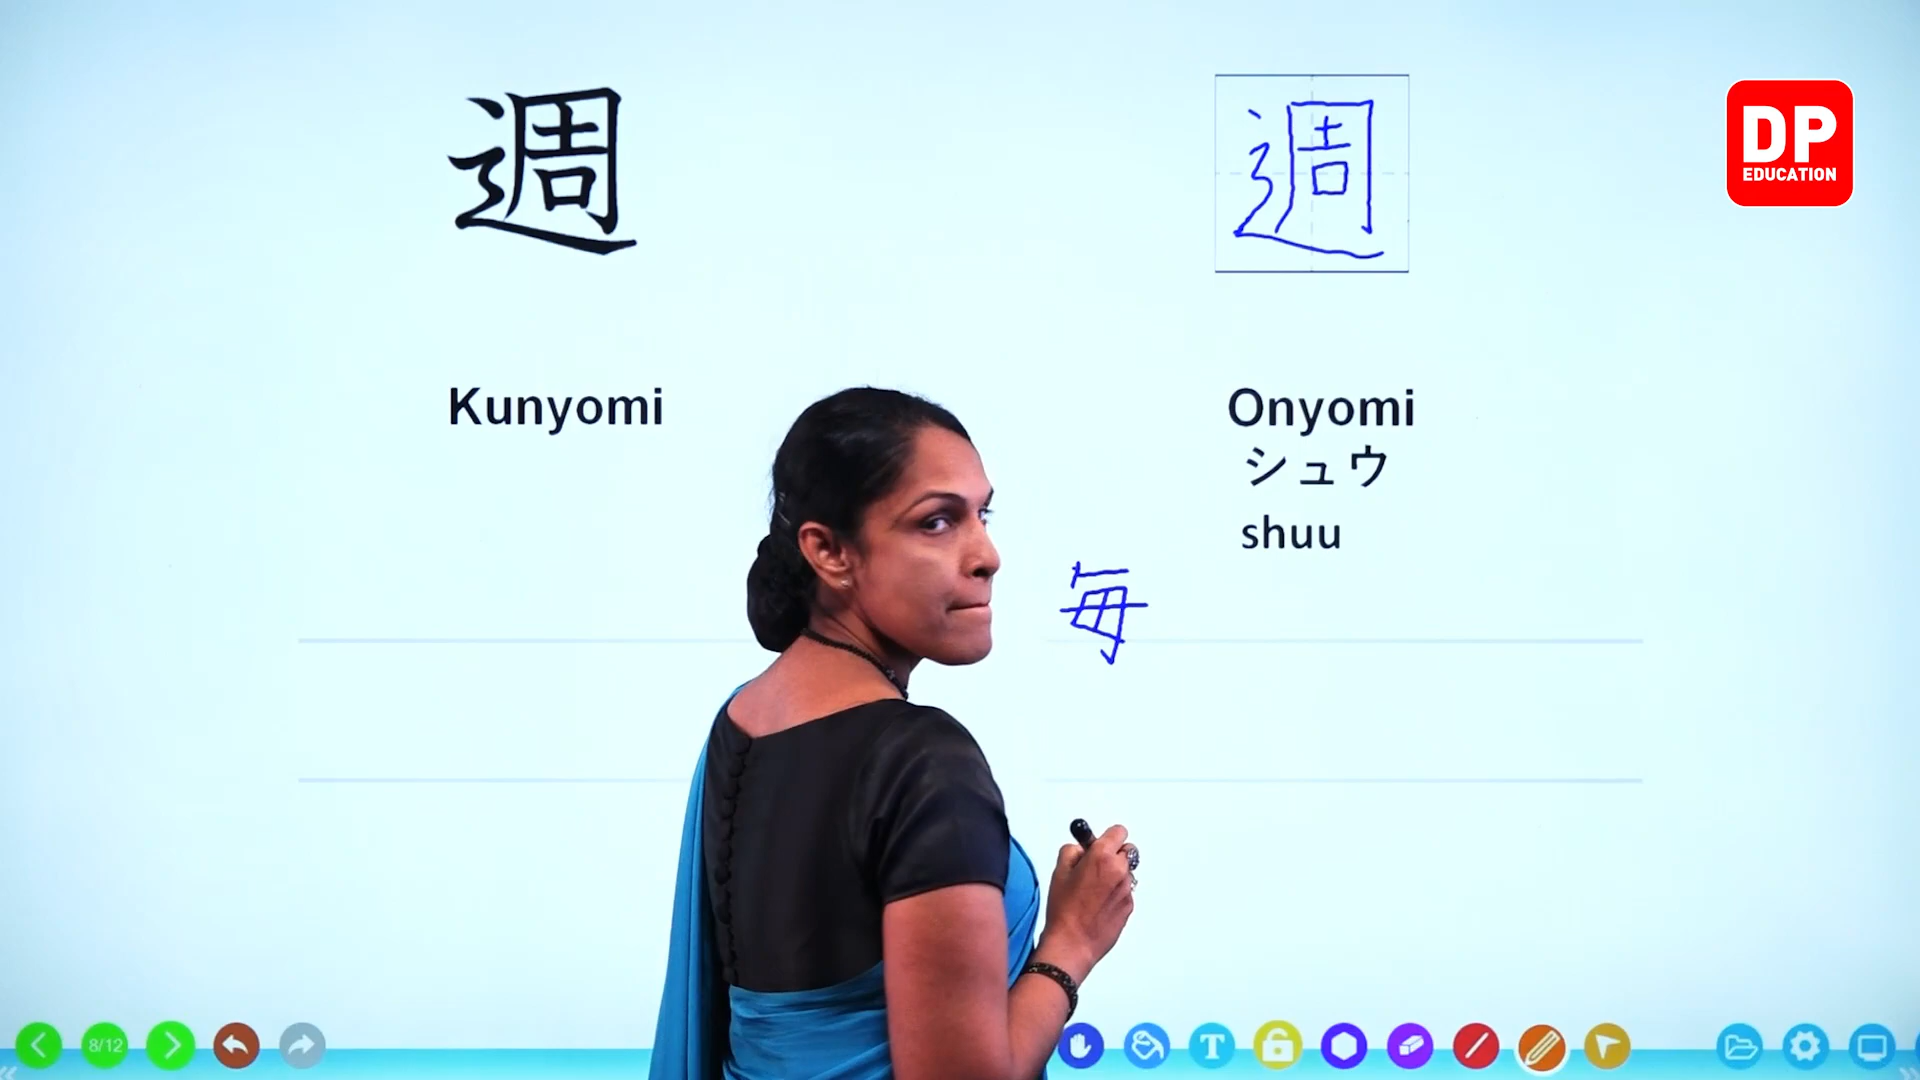 週
週
DP
EDUCATION
Kunyomi
Onyomi
シュウ
shuu
毎
8/12
T